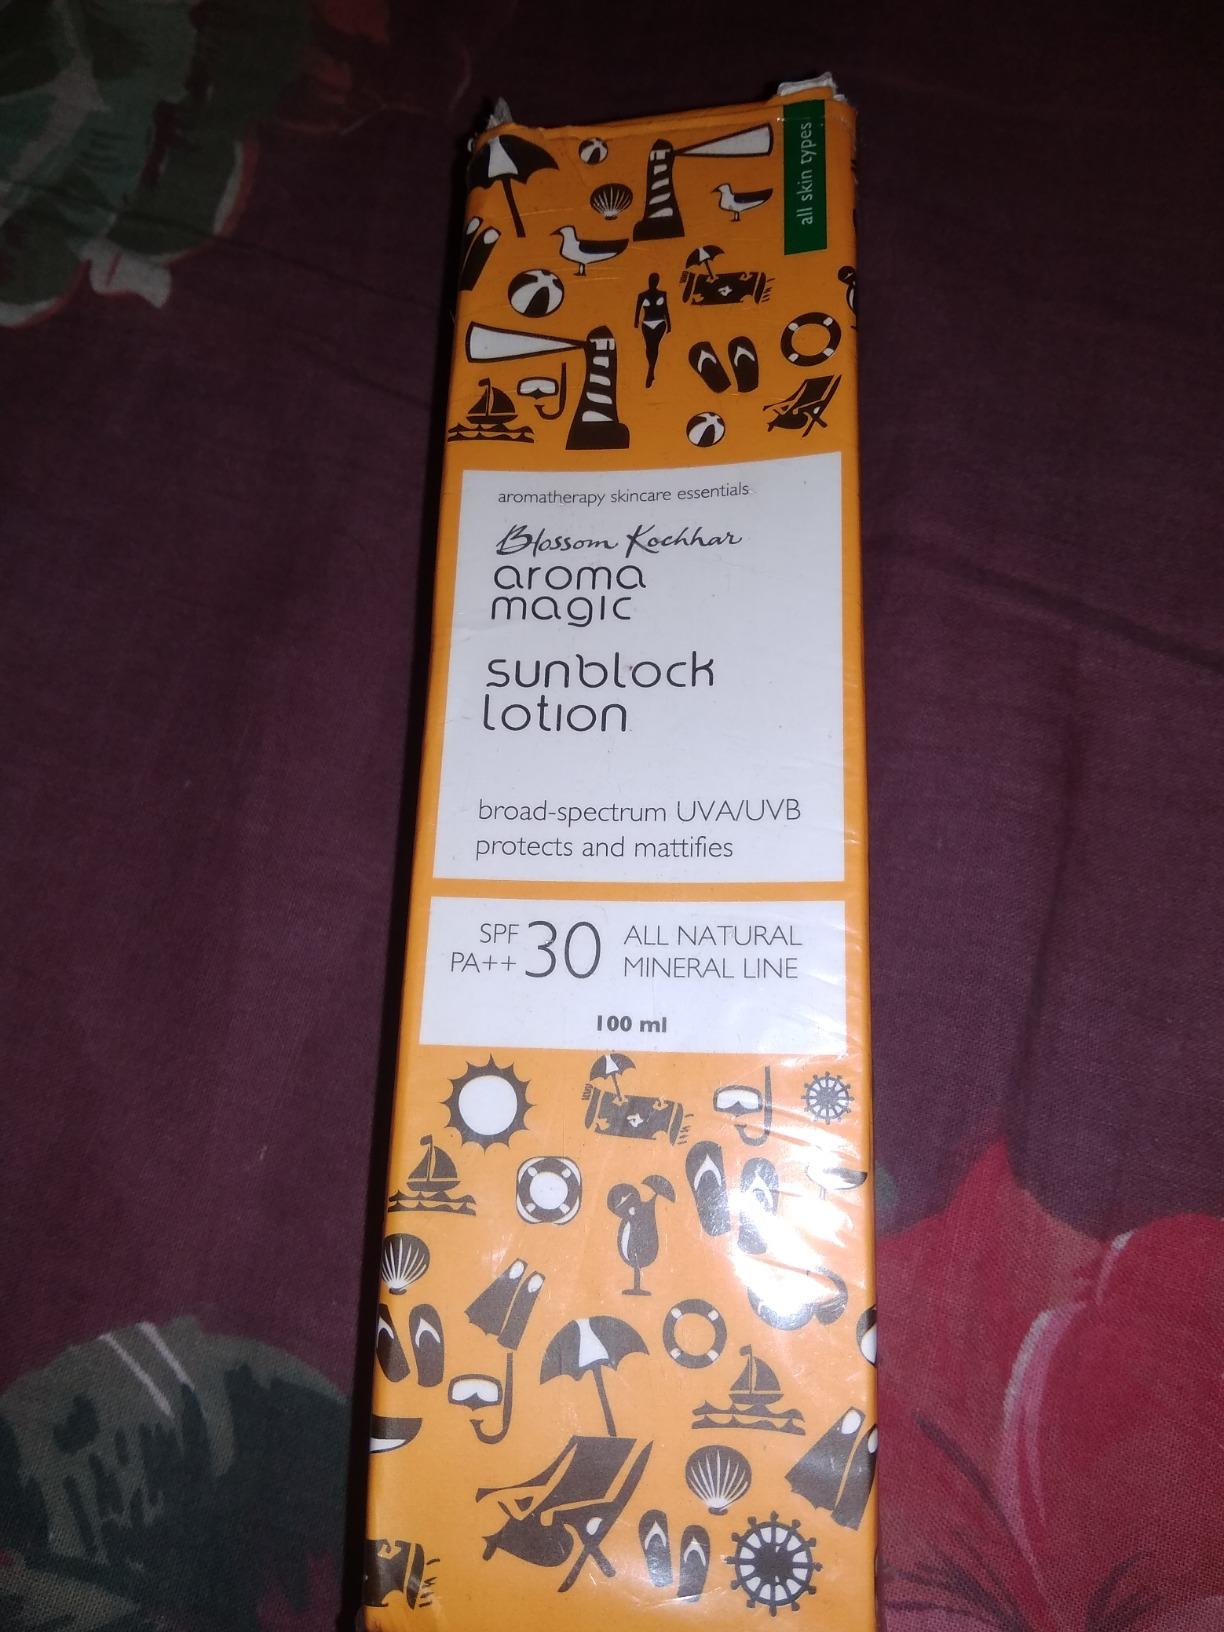 all skin types
aromatherapy skincare essentials
Blossom Kochhar
aroma
magic
sunblock
lotion
broad-spectrum UVA/UVB
protects and mattifies
SPF 30
PA++
ALL NATURAL
MINERAL LINE
100 ml